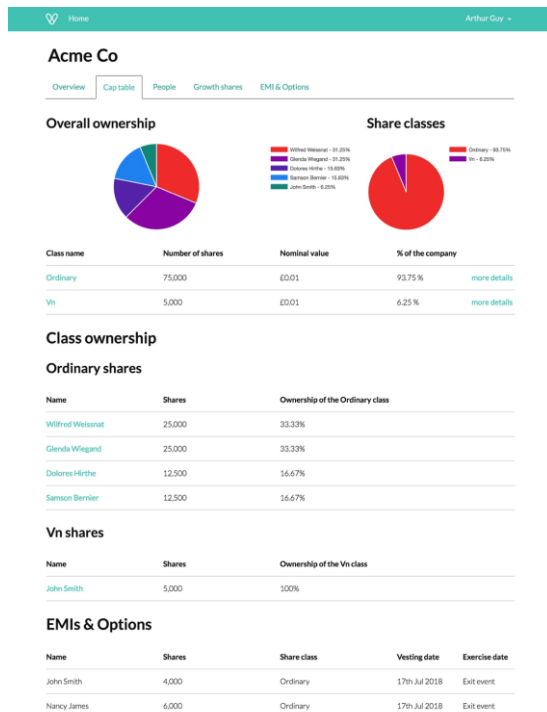 Home Arthur Guy
Acme Co
Overview Cap table People Growth shares EMI & Options
Overall ownership Share classes
Wilfred Weissnat - 31.25%
Glenda Wiegand - 31.25%
Dolores Hirthe - 15.63%
Samson Bernier - 15.63%
John Smith - 6.25%
Ordinary - 93.75%
Vn - 6.25%
Class name Number of shares Nominal value % of the company
Ordinary 75,000 £0.01 93.75 % more details
Vn 5,000 £0.01 6.25 % more details
Class ownership
Ordinary shares
Name Shares Ownership of the Ordinary class
Wilfred Weissnat 25,000 33.33%
Glenda Wiegand 25,000 33.33%
Dolores Hirthe 12,500 16.67%
Samson Bernier 12,500 16.67%
Vn shares
Name Shares Ownership of the Vn class
John Smith 5,000 100%
EMIs & Options
Name Shares Share class Vesting date Exercise date
John Smith 4,000 Ordinary 17th Jul 2018 Exit event
Nancy James 6,000 Ordinary 17th Jul 2018 Exit event